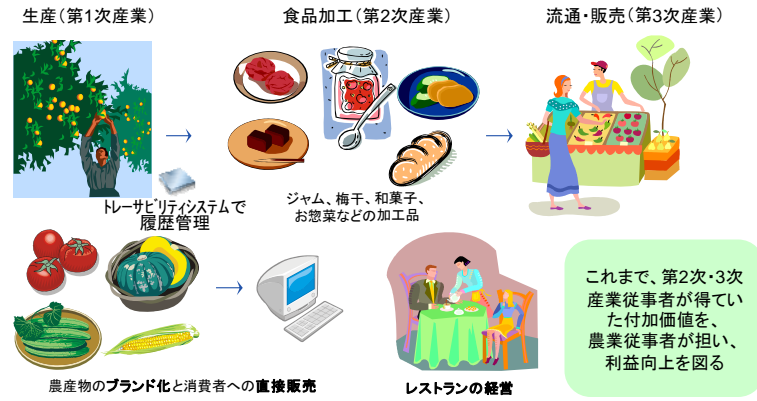 生産（第1次産業）
食品加工（第2次産業）
流通・販売（第3次産業）
トレーサビリティシステムで
履歴管理
ジャム、梅干、和菓子、
お惣菜などの加工品
農産物のブランド化と消費者への直接販売
レストランの経営
これまで、第2次・3次
産業従事者が得てい
た付加価値を、
農業従事者が担い、
利益向上を図る